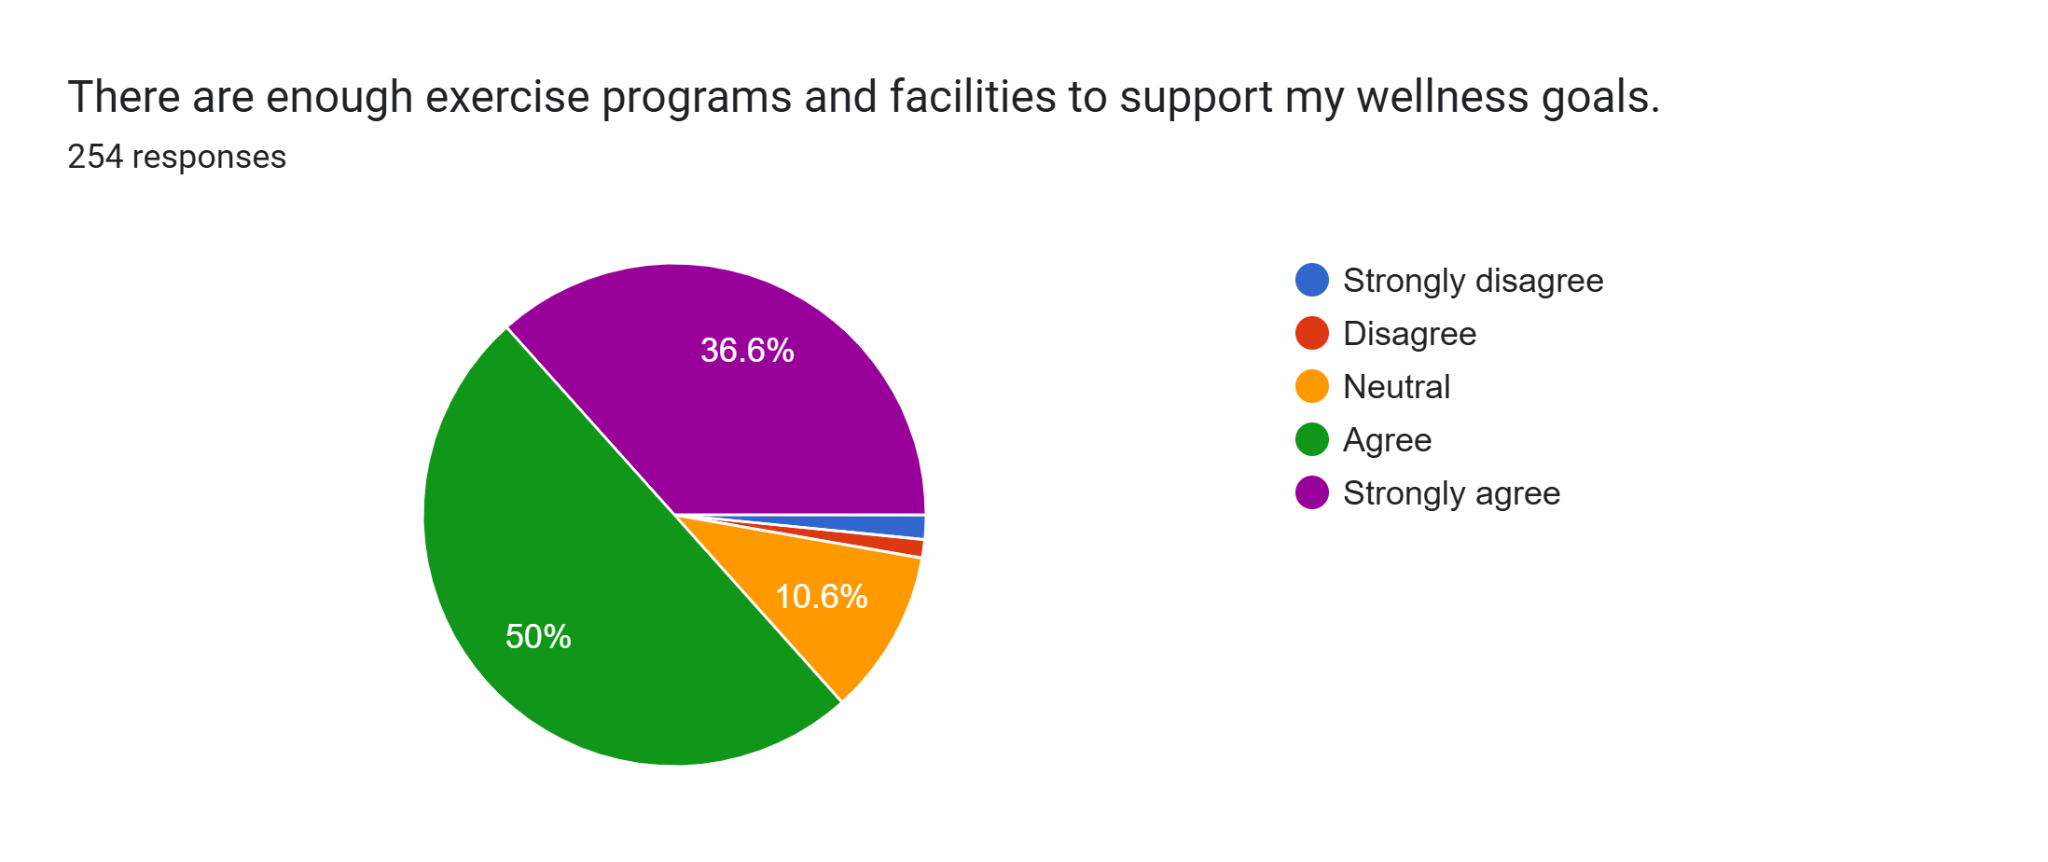 There are enough exercise programs and facilities to support my wellness goals.
254 responses
36.6%
10.6%
50%
Strongly disagree
Disagree
Neutral
Agree
Strongly agree